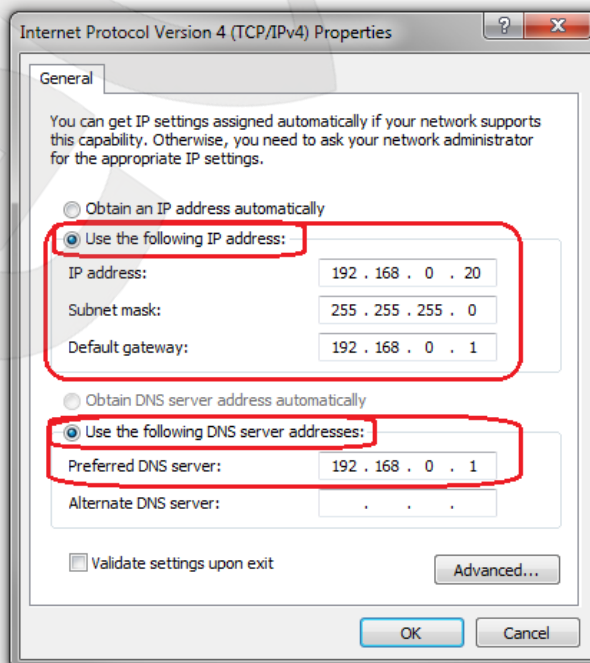 Internet Protocol Version 4 (TCP/IPv4) Properties
General
You can get IP settings assigned automatically if your network supports
this capability. Otherwise, you need to ask your network administrator
for the appropriate IP settings.
Obtain an IP address automatically
Use the following IP address:
IP address: 192 . 168 . 0 . 20
Subnet mask: 255 . 255 . 255 . 0
Default gateway: 192 . 168 . 0 . 1
Obtain DNS server address automatically
Use the following DNS server addresses:
Preferred DNS server: 192 . 168 . 0 . 1
Alternate DNS server: . . .
Validate settings upon exit
Advanced...
OK Cancel